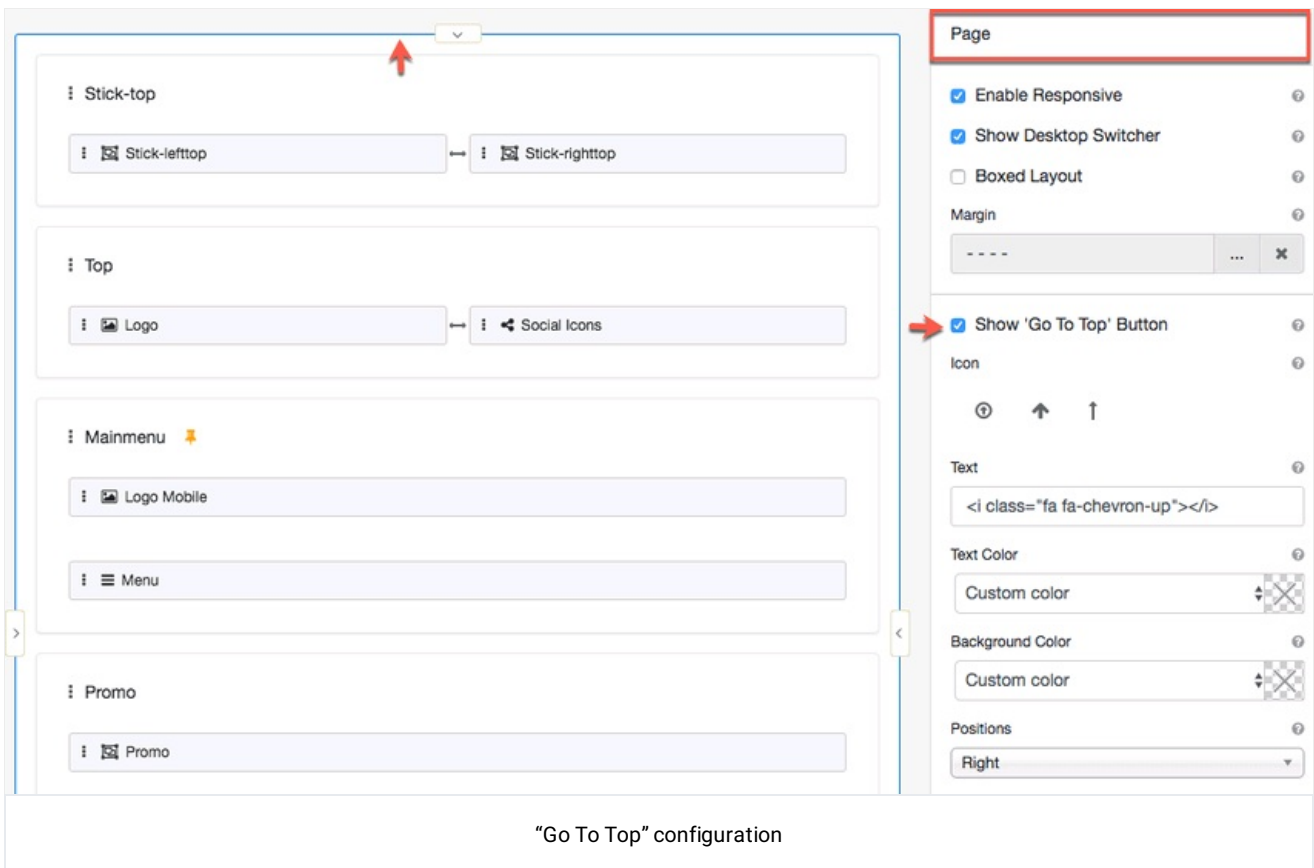 Stick-top
Stick-lefttop
Stick-righttop
Top
Logo
Social Icons
Mainmenu
Logo Mobile
Menu
Promo
Promo
Page
Enable Responsive
Show Desktop Switcher
Boxed Layout
Margin
- - - -
...
Show 'Go To Top' Button
Icon
Text
<i class="fa fa-chevron-up"></i>
Text Color
Custom color
Background Color
Custom color
Positions
Right
“Go To Top” configuration